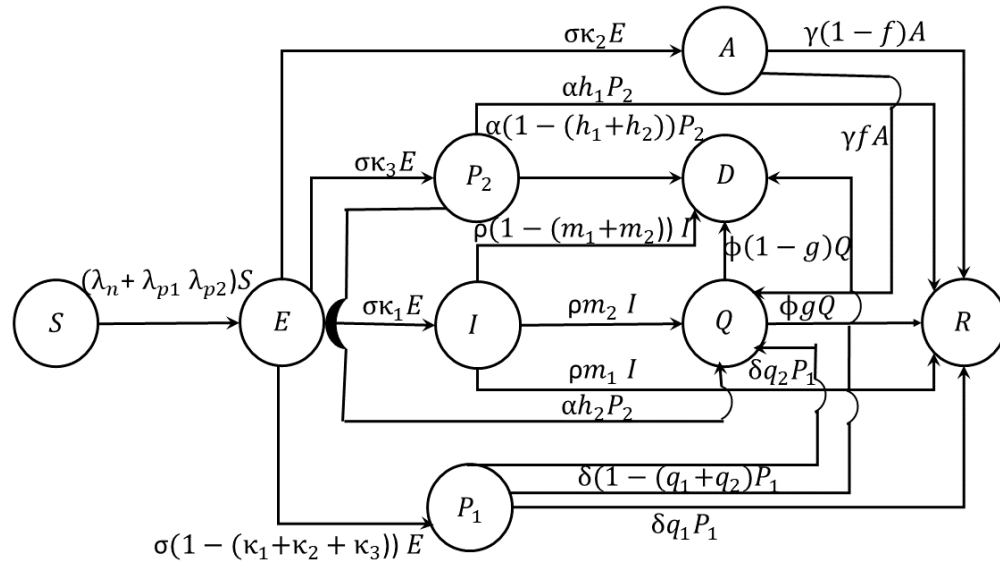 σκ₂E
A
γ(1 − f)A
αh₁P₂
α(1 − (h₁+h₂))P₂
γfA
σκ₃E
P₂
D
ρ(1 − (m₁+m₂)) I
ϕ(1 − g)Q
(λₙ+ λₚ₁ λₚ₂)S
S
E
σκ₁E
I
ρm₂ I
Q
ϕgQ
R
ρm₁ I
δq₂P₁
αh₂P₂
δ(1 − (q₁+q₂)P₁
P₁
δq₁P₁
σ(1 − (κ₁+κ₂ + κ₃)) E